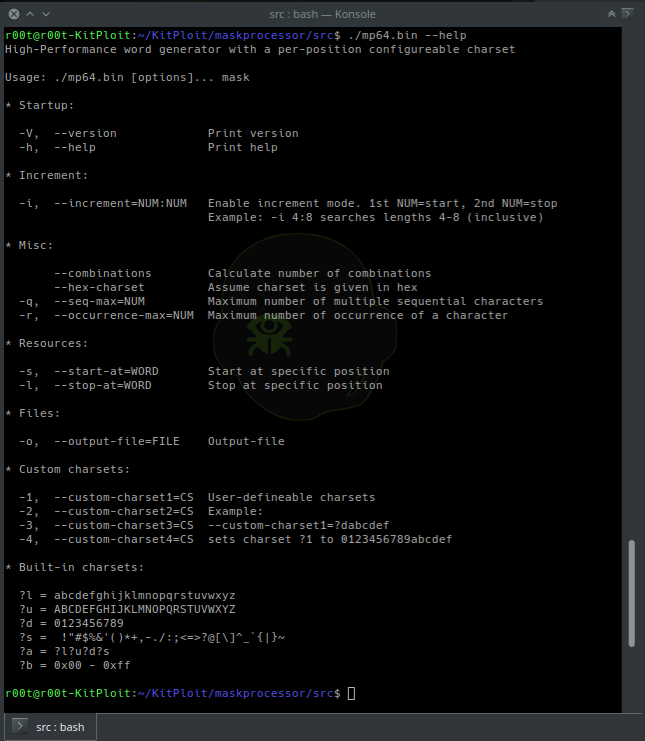 src : bash — Konsole
r00t@r00t-KitPloit:~/KitPloit/maskprocessor/src$ ./mp64.bin --help
High-Performance word generator with a per-position configureable charset
Usage: ./mp64.bin [options]... mask
* Startup:
-V,  --version             Print version
-h,  --help                Print help
* Increment:
-i,  --increment=NUM:NUM   Enable increment mode. 1st NUM=start, 2nd NUM=stop
Example: -i 4:8 searches lengths 4-8 (inclusive)
* Misc:
--combinations        Calculate number of combinations
--hex-charset         Assume charset is given in hex
-q,  --seq-max=NUM         Maximum number of multiple sequential characters
-r,  --occurrence-max=NUM  Maximum number of occurrence of a character
* Resources:
-s,  --start-at=WORD       Start at specific position
-l,  --stop-at=WORD        Stop at specific position
* Files:
-o,  --output-file=FILE    Output-file
* Custom charsets:
-1,  --custom-charset1=CS  User-defineable charsets
-2,  --custom-charset2=CS  Example:
-3,  --custom-charset3=CS  --custom-charset1=?dabcdef
-4,  --custom-charset4=CS  sets charset ?1 to 0123456789abcdef
* Built-in charsets:
?l = abcdefghijklmnopqrstuvwxyz
?u = ABCDEFGHIJKLMNOPQRSTUVWXYZ
?d = 0123456789
?s =  !"#$%&'()*+,-./:;<=>?@[\]^_`{|}~
?a = ?l?u?d?s
?b = 0x00 - 0xff
r00t@r00t-KitPloit:~/KitPloit/maskprocessor/src$
src : bash